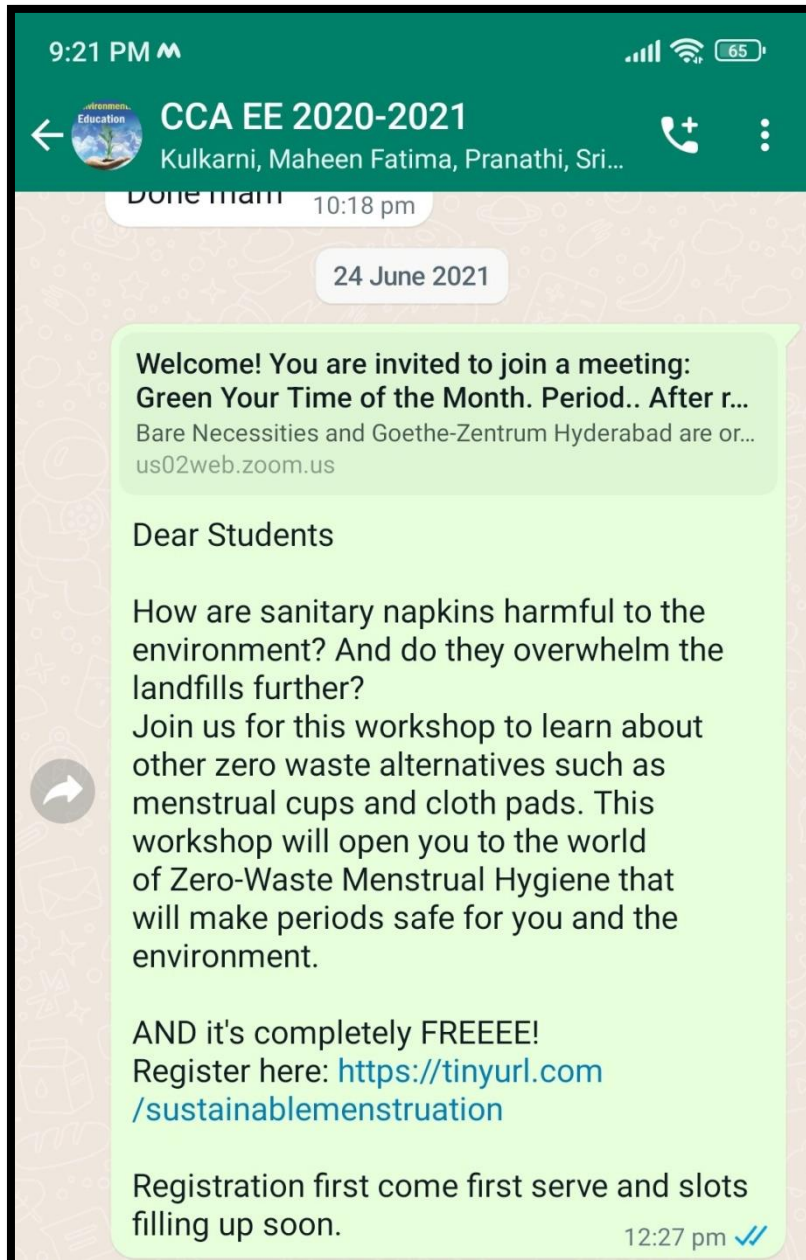 9:21 PM
65
Environment
Education
CCA EE 2020-2021
Kulkarni, Maheen Fatima, Pranathi, Sri...
Done mam 10:18 pm
24 June 2021
Welcome! You are invited to join a meeting:
Green Your Time of the Month. Period.. After r...
Bare Necessities and Goethe-Zentrum Hyderabad are or...
us02web.zoom.us
Dear Students
How are sanitary napkins harmful to the
environment? And do they overwhelm the
landfills further?
Join us for this workshop to learn about
other zero waste alternatives such as
menstrual cups and cloth pads. This
workshop will open you to the world
of Zero-Waste Menstrual Hygiene that
will make periods safe for you and the
environment.
AND it's completely FREEEE!
Register here: https://tinyurl.com
/sustainablemenstruation
Registration first come first serve and slots
filling up soon.
12:27 pm